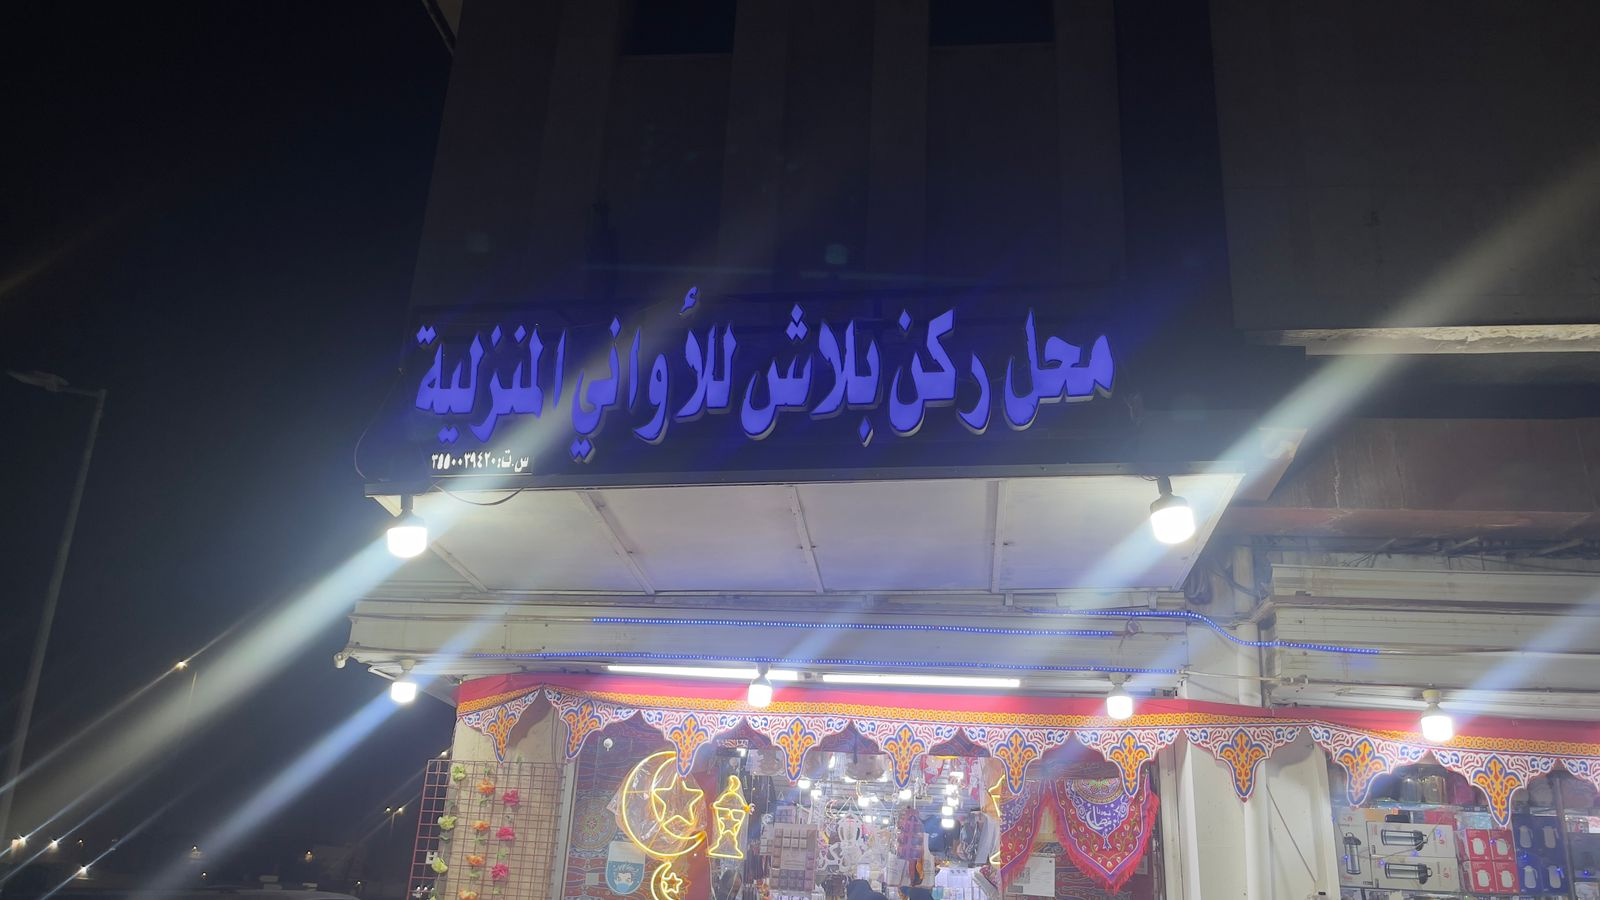 محل ركن بلاش للأواني المنزلية
س.ت: ٣٥٥٠٠٣٩٤٢٠